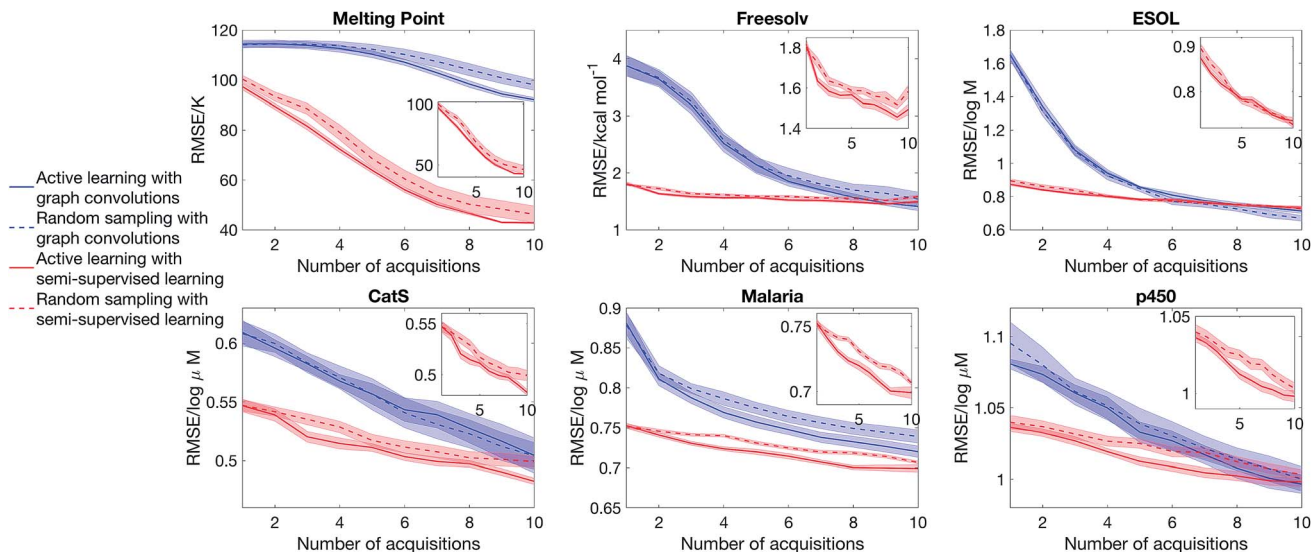 Active learning with
graph convolutions
Random sampling with
graph convolutions
Active learning with
semi-supervised learning
Random sampling with
semi-supervised learning
Melting Point
RMSE/K
120
100
80
60
40
2 4 6 8 10
Number of acquisitions
100
50
5 10
Freesolv
RMSE/kcal mol⁻¹
4
3
2
1
2 4 6 8 10
Number of acquisitions
1.8
1.6
1.4
5 10
ESOL
RMSE/log M
1.8
1.6
1.4
1.2
1
0.8
0.6
2 4 6 8 10
Number of acquisitions
0.9
0.8
5 10
CatS
RMSE/log μ M
0.6
0.55
0.5
2 4 6 8 10
Number of acquisitions
0.55
0.5
5 10
Malaria
RMSE/log μ M
0.9
0.85
0.8
0.75
0.7
0.65
2 4 6 8 10
Number of acquisitions
0.75
0.7
5 10
p450
RMSE/log μM
1.1
1.05
1
2 4 6 8 10
Number of acquisitions
1.05
1
5 10